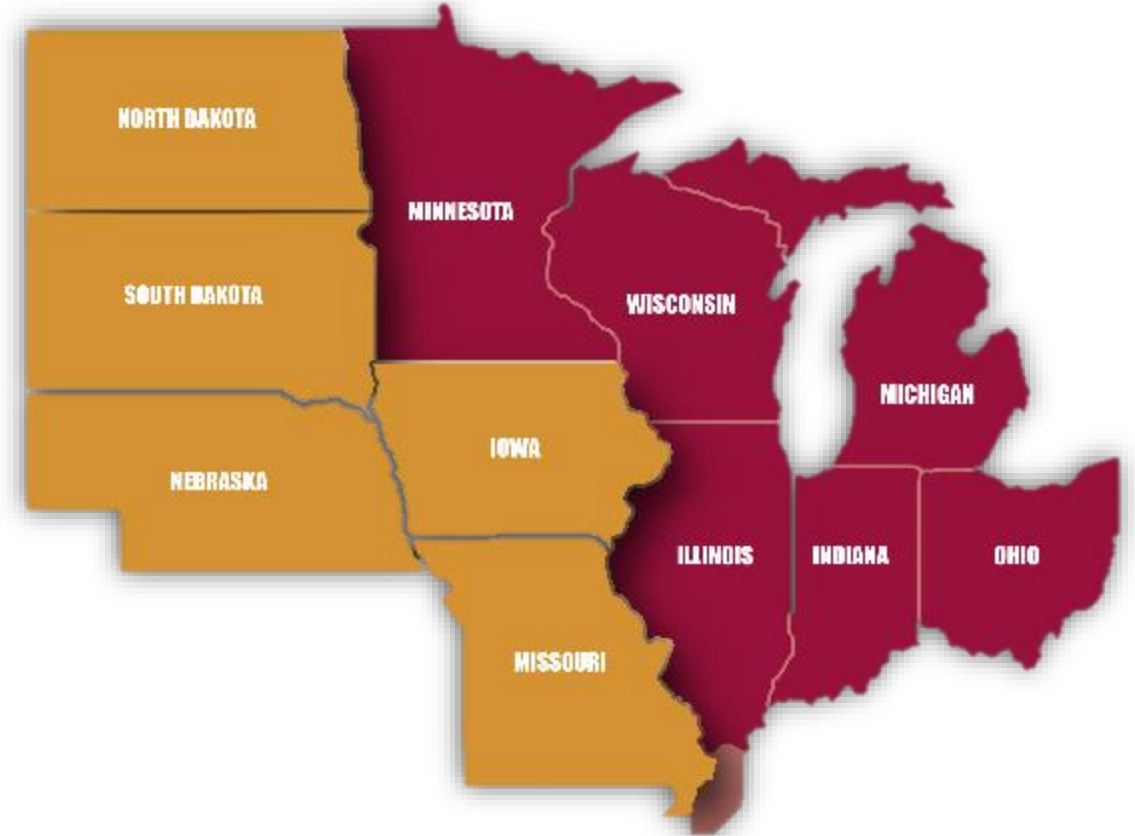 NORTH DAKOTA
MINNESOTA
SOUTH DAKOTA
WISCONSIN
MICHIGAN
IOWA
NEBRASKA
ILLINOIS
INDIANA
OHIO
MISSOURI